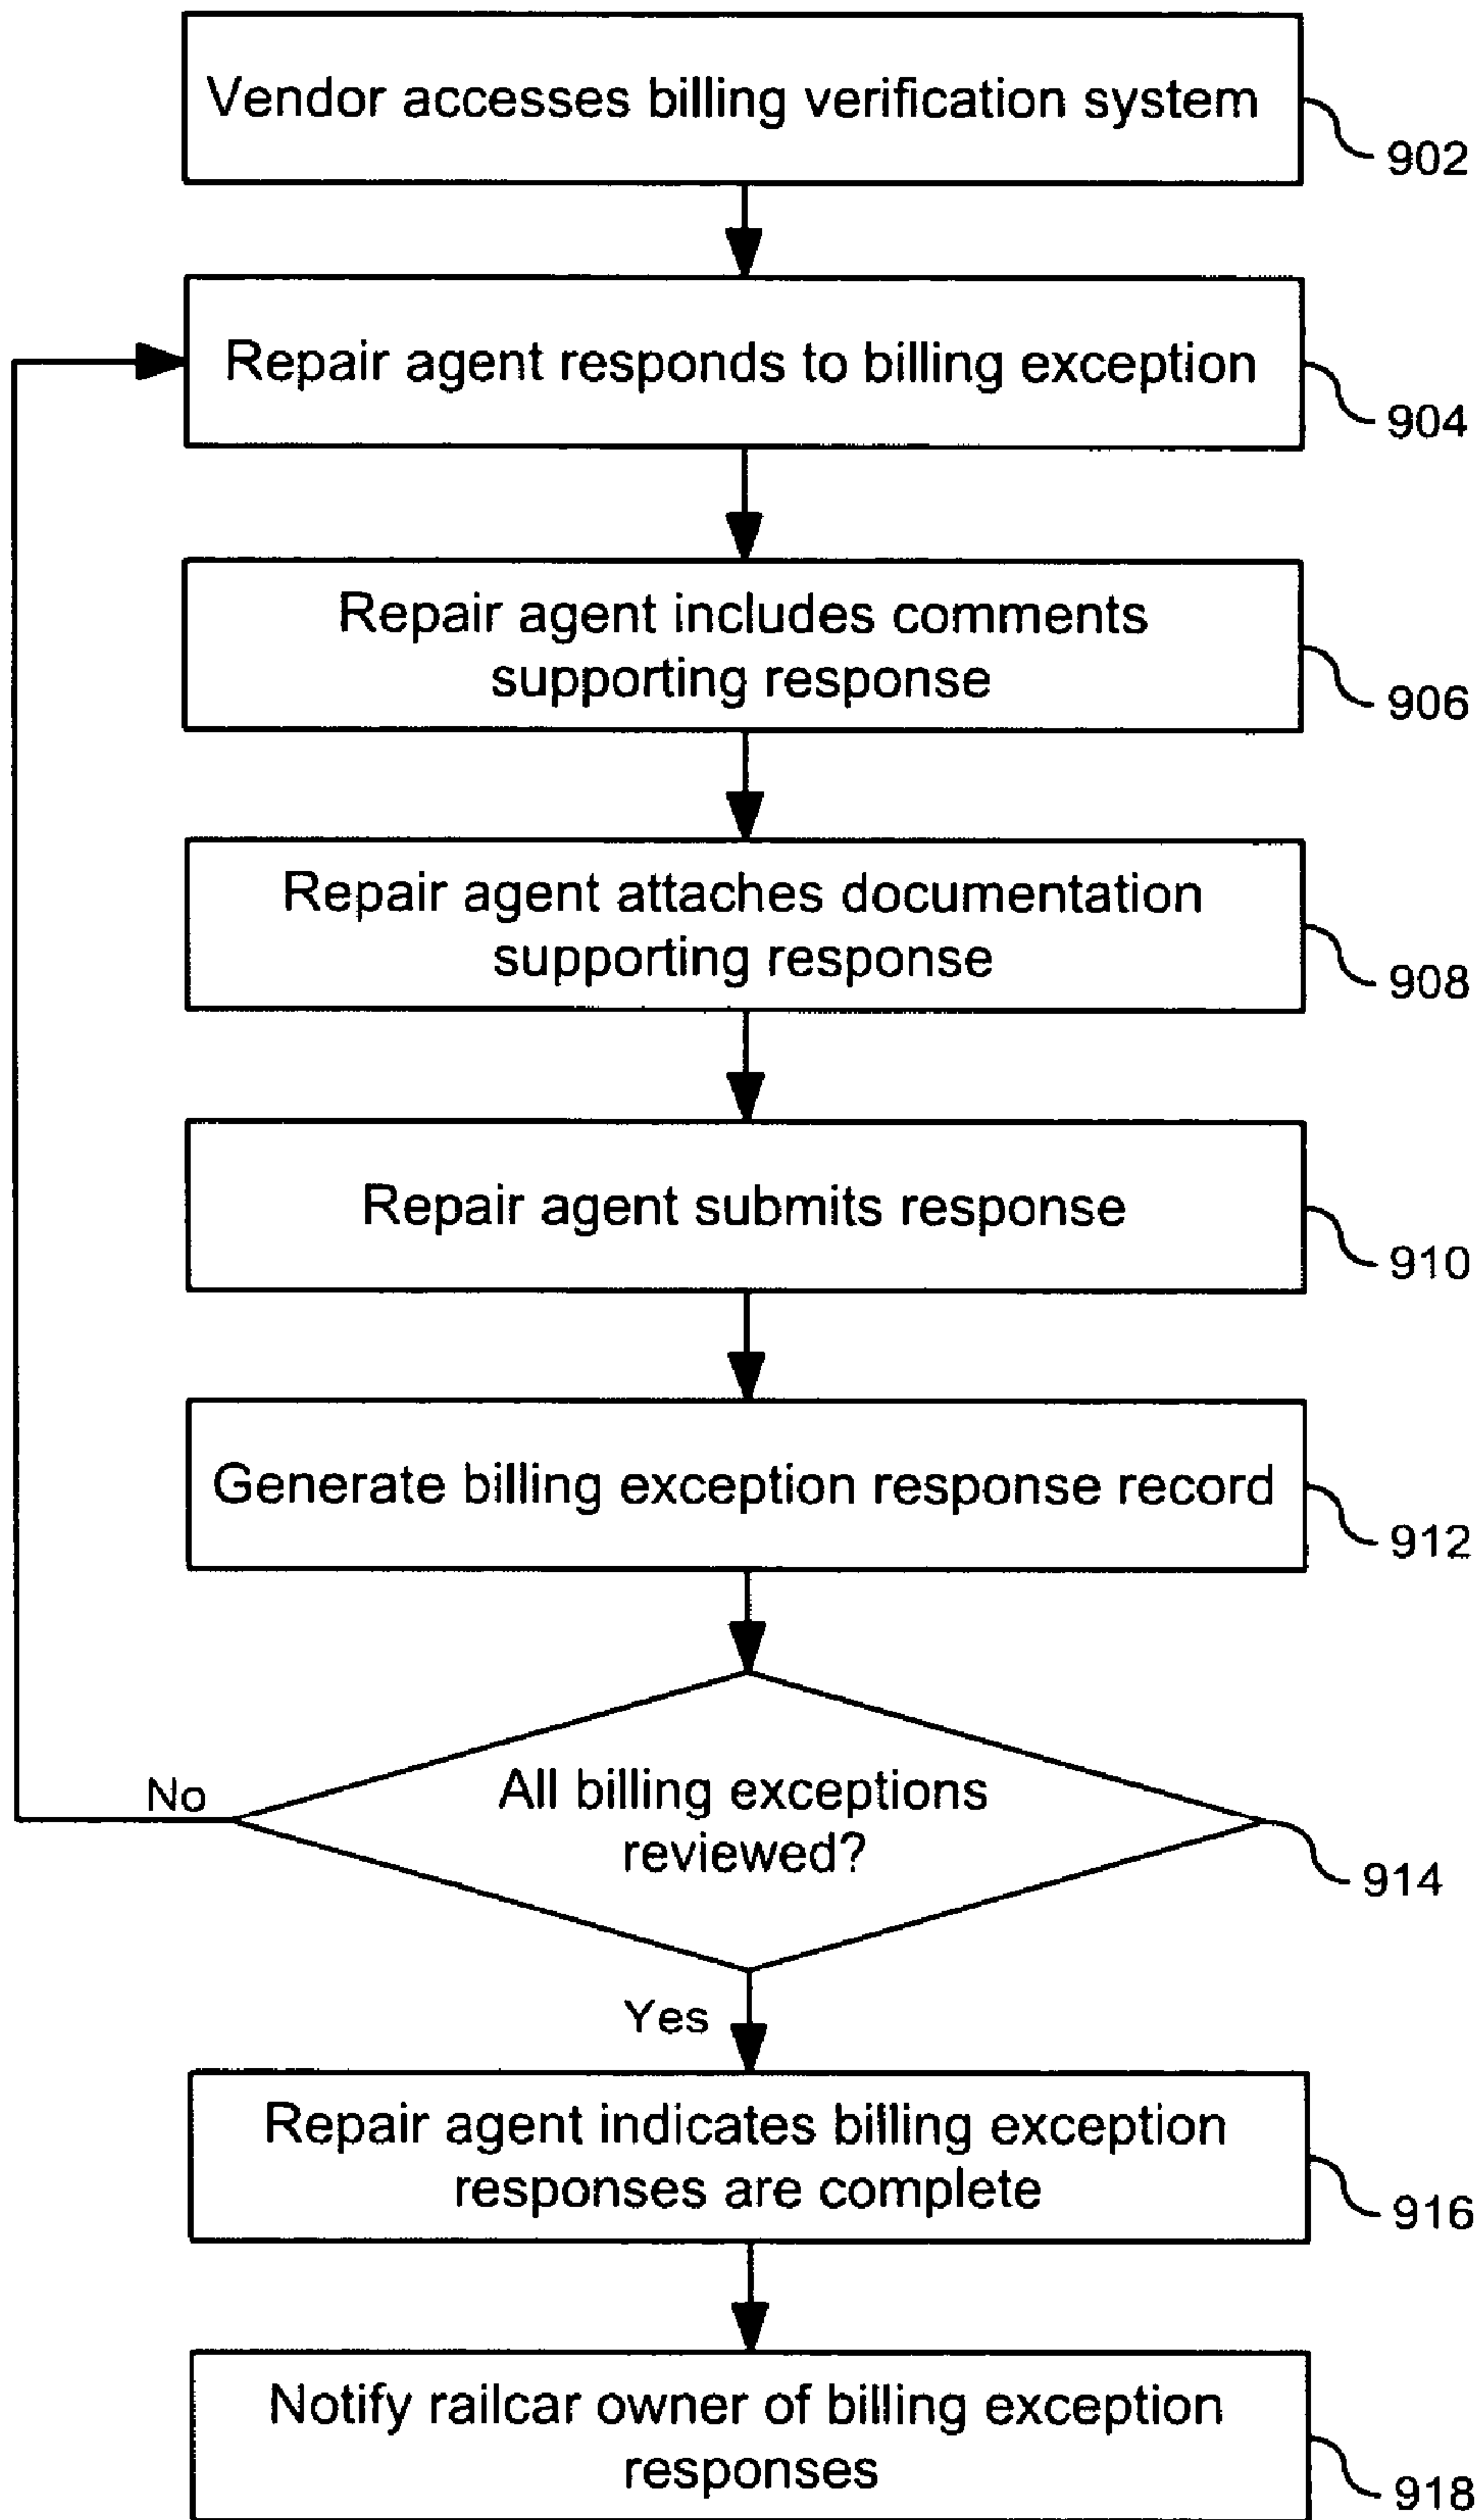 Vendor accesses billing verification system
902
Repair agent responds to billing exception
904
Repair agent includes comments
supporting response
906
Repair agent attaches documentation
supporting response
908
Repair agent submits response
910
Generate billing exception response record
912
No
All billing exceptions
reviewed?
914
Yes
Repair agent indicates billing exception
responses are complete
916
Notify railcar owner of billing exception
responses
918